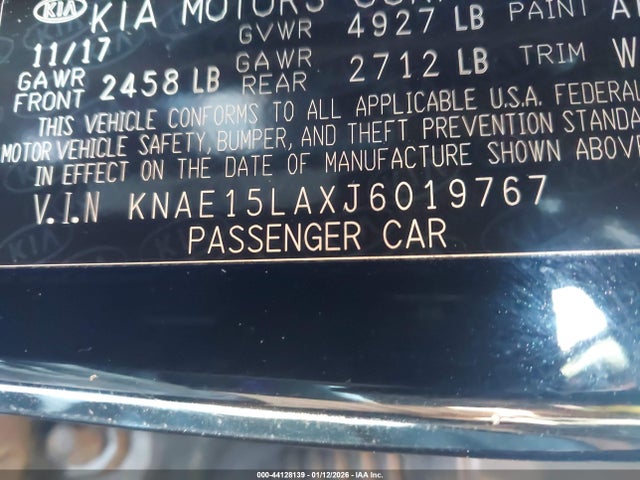 KIA KIA MOTORS
11/17 GVWR 4927 LB PAINT
GAWR FRONT 2458 LB GAWR REAR 2712 LB TRIM
THIS VEHICLE CONFORMS TO ALL APPLICABLE U.S.A. FEDERAL
MOTOR VEHICLE SAFETY, BUMPER, AND THEFT PREVENTION
IN EFFECT ON THE DATE OF MANUFACTURE SHOWN ABOVE
V.I.N KNAE15LAXJ6019767
PASSENGER CAR
000-44128139 - 01/12/2026 - IAA Inc.